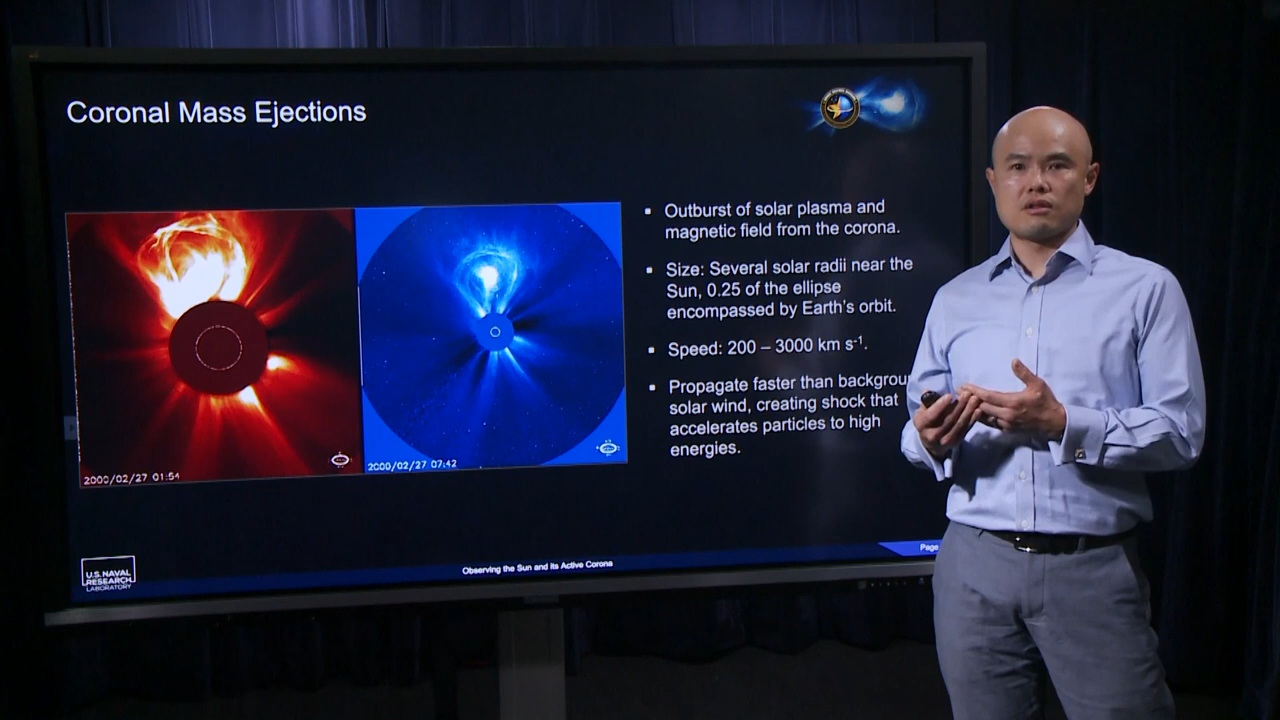 Coronal Mass Ejections
▪ Outburst of solar plasma and
magnetic field from the corona.
▪ Size: Several solar radii near the
Sun, 0.25 of the ellipse
encompassed by Earth's orbit.
▪ Speed: 200 – 3000 km s-1.
▪ Propagate faster than backgrou
solar wind, creating shock that
accelerates particles to high
energies.
2000/02/27 01:54
2000/02/27 07:42
U.S. NAVAL
RESEARCH
LABORATORY
Observing the Sun and Its Active Corona
Page